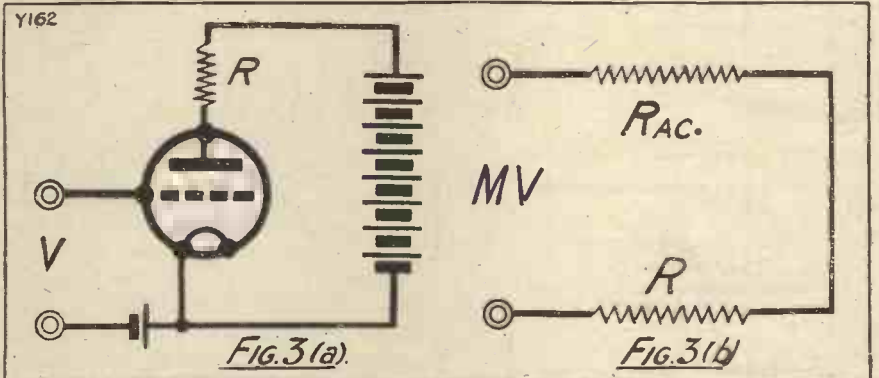 Y162
R
V
FIG.3(a).
RAC.
MV
R
FIG.3(b)